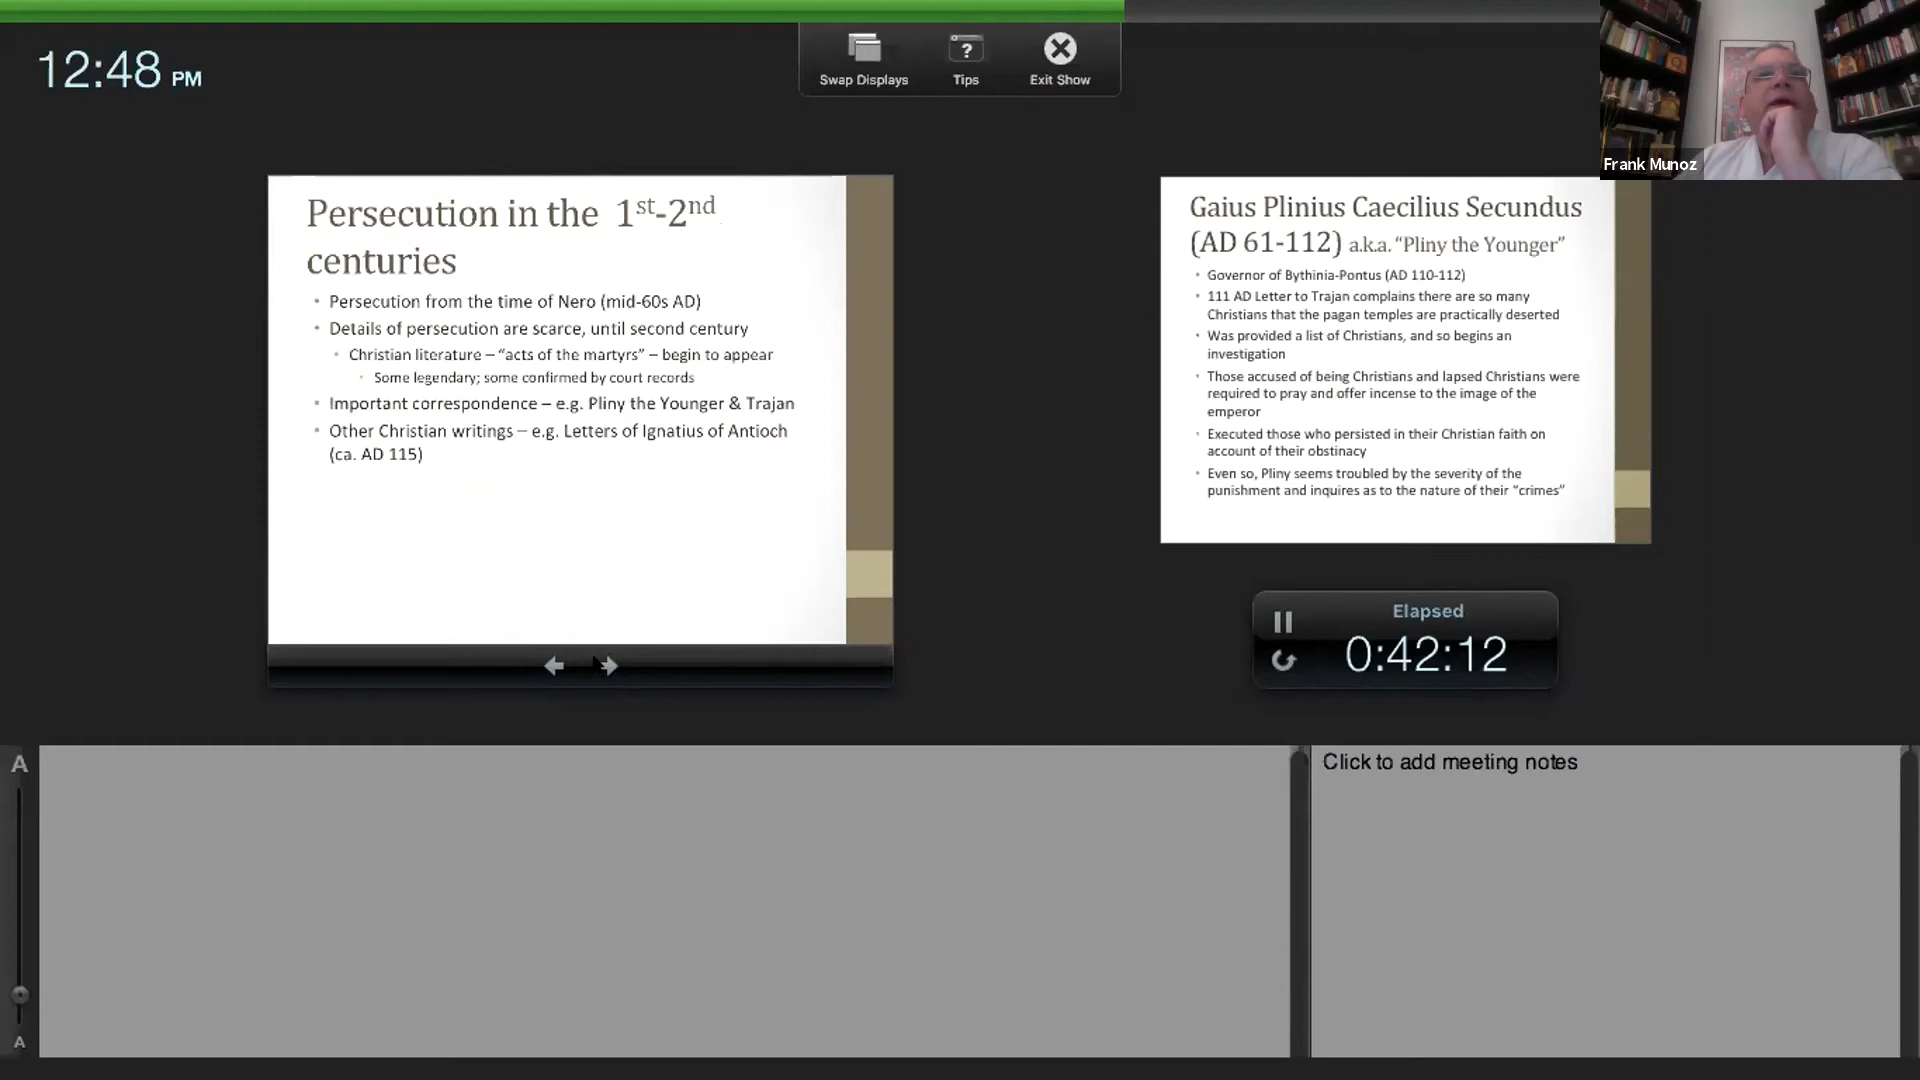 12:48 PM
Swap Displays
?
Tips
Exit Show
Frank Munoz
Persecution in the 1st-2nd
centuries
• Persecution from the time of Nero (mid-60s AD)
• Details of persecution are scarce, until second century
• Christian literature – “acts of the martyrs” – begin to appear
• Some legendary; some confirmed by court records
• Important correspondence – e.g. Pliny the Younger & Trajan
• Other Christian writings – e.g. Letters of Ignatius of Antioch
(ca. AD 115)
Gaius Plinius Caecilius Secundus
(AD 61-112) a.k.a. “Pliny the Younger”
• Governor of Bythinia-Pontus (AD 110-112)
• 111 AD Letter to Trajan complains there are so many
Christians that the pagan temples are practically deserted
• Was provided a list of Christians, and so begins an
investigation
• Those accused of being Christians and lapsed Christians were
required to pray and offer incense to the image of the
emperor
• Executed those who persisted in their Christian faith on
account of their obstinacy
• Even so, Pliny seems troubled by the severity of the
punishment and inquires as to the nature of their “crimes”
Elapsed
0:42:12
A
A
Click to add meeting notes